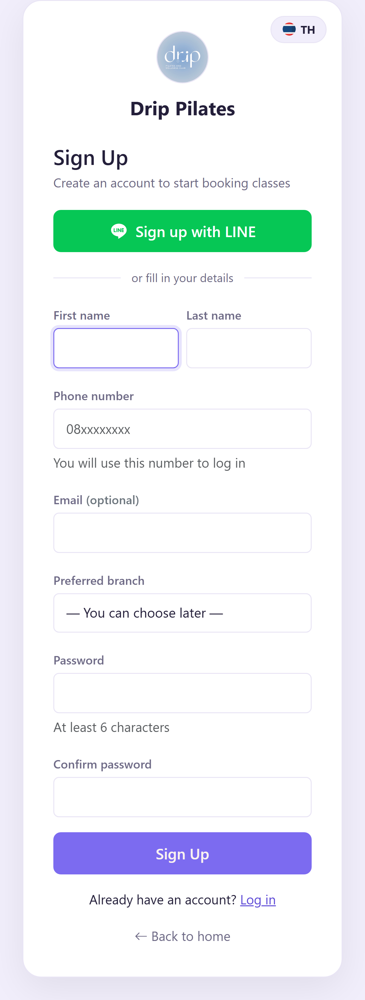 TH
drip
PILATES AND
WELLNESS CLUB
Drip Pilates
Sign Up
Create an account to start booking classes
LINE Sign up with LINE
or fill in your details
First name Last name
Phone number
08xxxxxxxx
You will use this number to log in
Email (optional)
Preferred branch
— You can choose later —
Password
At least 6 characters
Confirm password
Sign Up
Already have an account? Log in
← Back to home